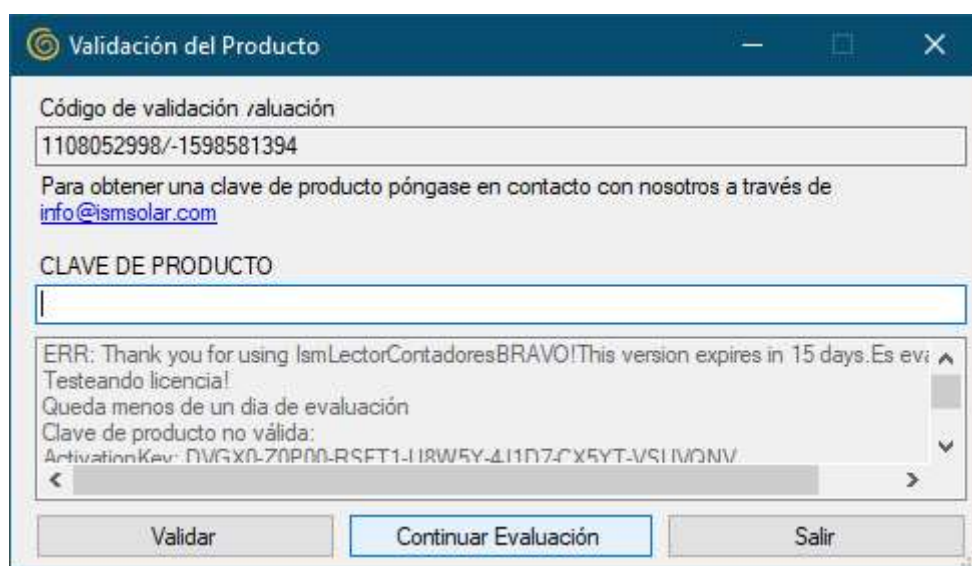 Validación del Producto
Código de validación valuación
1108052998/-1598581394
Para obtener una clave de producto póngase en contacto con nosotros a través de
info@ismsolar.com
CLAVE DE PRODUCTO
ERR: Thank you for using IsmLectorContadoresBRAVO!This version expires in 15 days.Es eva
Testeando licencia!
Queda menos de un dia de evaluación
Clave de producto no válida:
ActivationKey:
Validar Continuar Evaluación Salir